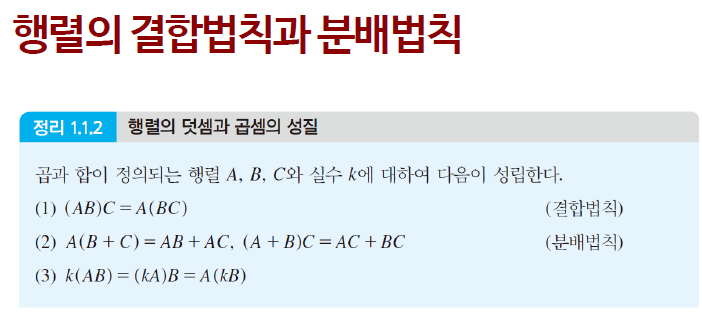 행렬의 결합법칙과 분배법칙
정리 1.1.2 행렬의 덧셈과 곱셈의 성질
곱과 합이 정의되는 행렬 A, B, C와 실수 k에 대하여 다음이 성립한다.
(1) (AB)C = A(BC) (결합법칙)
(2) A(B + C) = AB + AC, (A + B)C = AC + BC (분배법칙)
(3) k(AB) = (kA)B = A(kB)